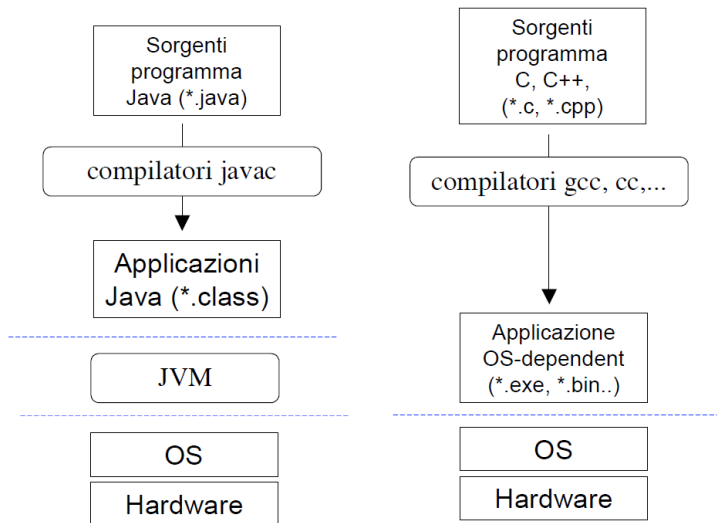 Sorgenti
programma
Java (*.java)
compilatori javac
Applicazioni
Java (*.class)
JVM
OS
Hardware
Sorgenti
programma
C, C++,
(*.c, *.cpp)
compilatori gcc, cc,...
Applicazione
OS-dependent
(*.exe, *.bin..)
OS
Hardware